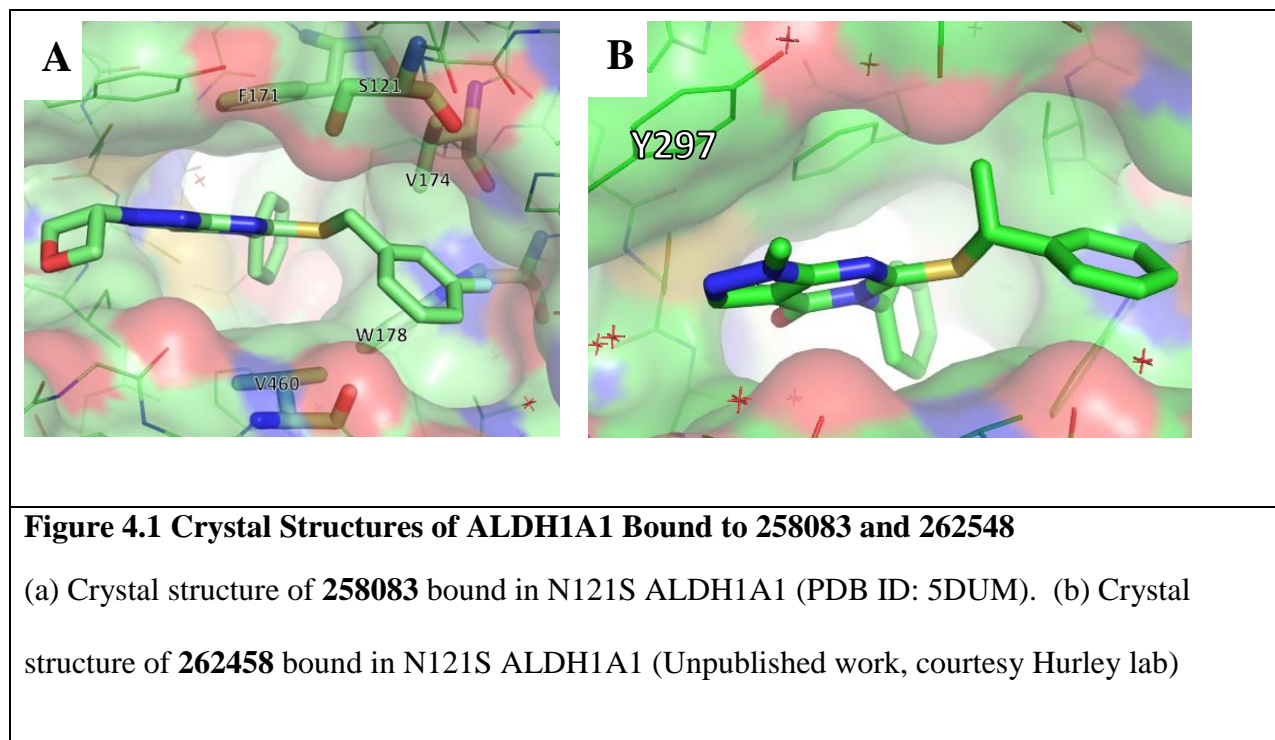 A
F171
S121
V174
W178
V460
B
Y297
Figure 4.1 Crystal Structures of ALDH1A1 Bound to 258083 and 262548
(a) Crystal structure of 258083 bound in N121S ALDH1A1 (PDB ID: 5DUM). (b) Crystal
structure of 262458 bound in N121S ALDH1A1 (Unpublished work, courtesy Hurley lab)